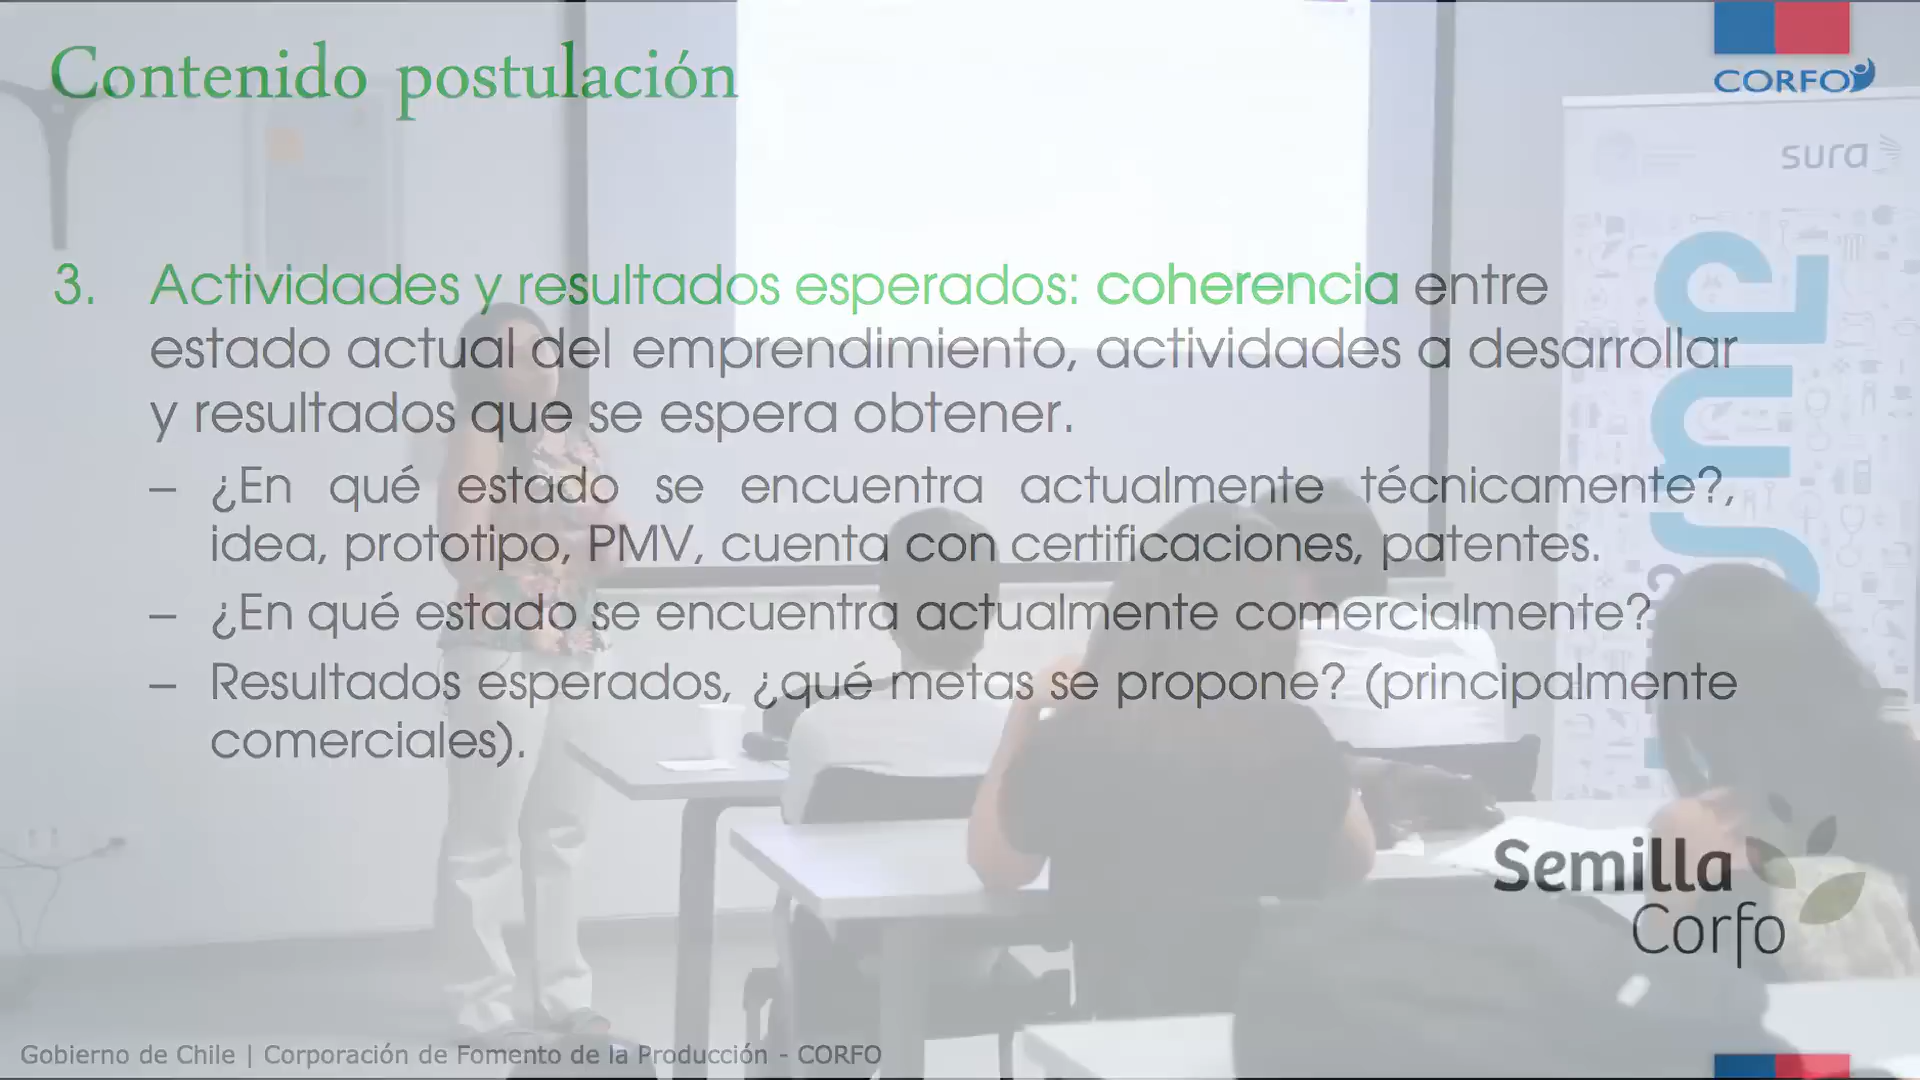 Contenido postulación
CORFO
sura
3. Actividades y resultados esperados: coherencia entre
estado actual del emprendimiento, actividades a desarrollar
y resultados que se espera obtener.
– ¿En qué estado se encuentra actualmente técnicamente?,
idea, prototipo, PMV, cuenta con certificaciones, patentes.
– ¿En qué estado se encuentra actualmente comercialmente?
– Resultados esperados, ¿qué metas se propone? (principalmente
comerciales).
Semilla
Corfo
Gobierno de Chile | Corporación de Fomento de la Producción - CORFO